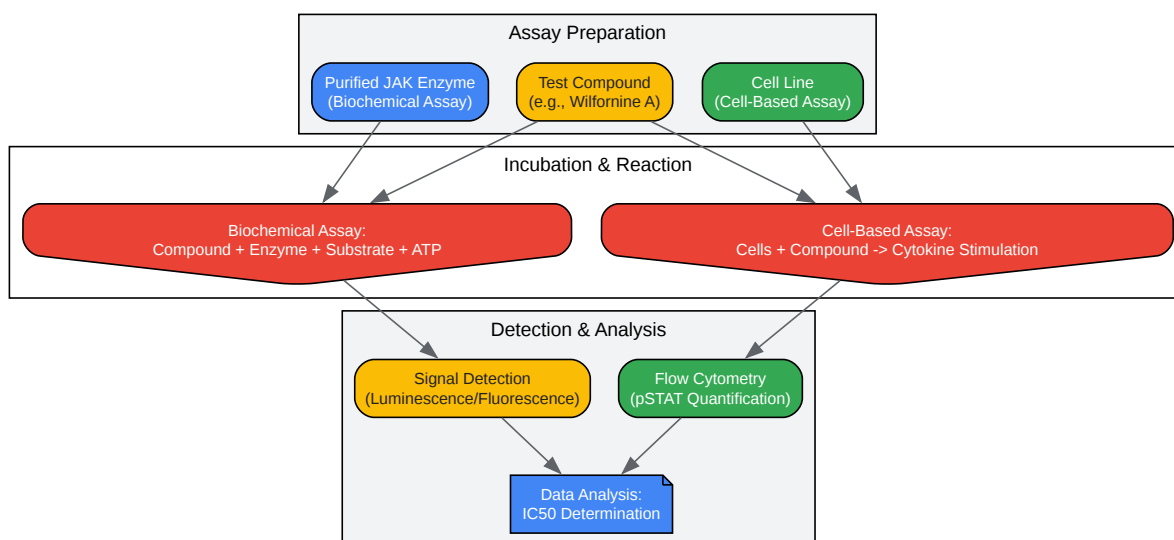 Assay Preparation
Purified JAK Enzyme
(Biochemical Assay)
Test Compound
(e.g., Wilfornine A)
Cell Line
(Cell-Based Assay)
Incubation & Reaction
Biochemical Assay:
Compound + Enzyme + Substrate + ATP
Cell-Based Assay:
Cells + Compound -> Cytokine Stimulation
Detection & Analysis
Signal Detection
(Luminescence/Fluorescence)
Flow Cytometry
(pSTAT Quantification)
Data Analysis:
IC50 Determination